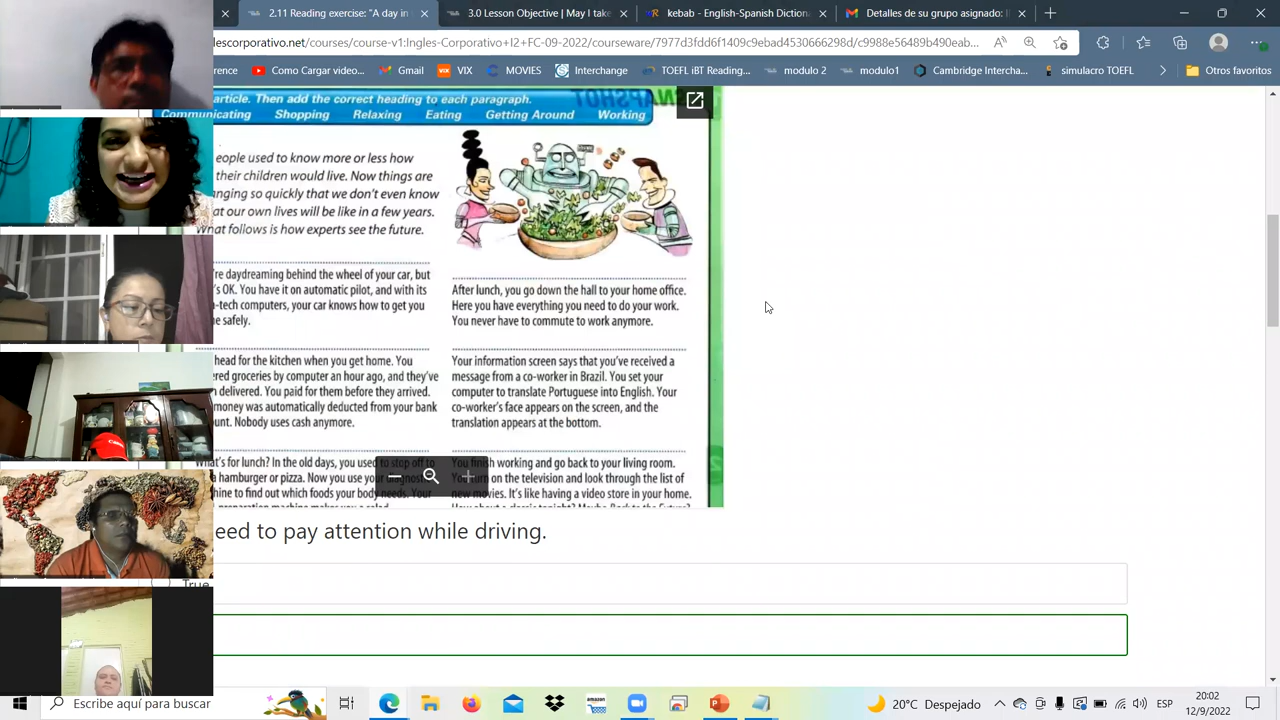 2.11 Reading: "A day
3.0 Lesson Objective | May I take
kebab - English-Spanish Dictiona
Detalles de su grupo asignado: I
lescorporativo.net/courses/course-v1:Ingles-Corporativo+I2+FC-09-2022/courseware/7977d3fdd6f1409c9ebad4530666298d/c9988e56489b490eab...
rence
Como Cargar video...
Gmail
VIX
MOVIES
Interchange
TOEFL iBT Reading...
modulo 2
modulo1
Cambridge Intercha...
simulacro TOEFL
Otros favoritos
article. Then add the correct heading to each paragraph.
SNAPSHOT
Communicating Shopping Relaxing Eating Getting Around Working
eople used to know more or less how
their children would live. Now things are
anging so quickly that we don't even know
at our own lives will be like in a few years.
What follows is how experts see the future.
're daydreaming behind the wheel of your car, but
's OK. You have it on automatic pilot, and with its
-tech computers, your car knows how to get you
e safely.
head for the kitchen when you get home. You
red groceries by computer an hour ago, and they've
delivered. You paid for them before they arrived.
money was automatically deducted from your bank
unt. Nobody uses cash anymore.
What's for lunch? In the old days, you used to stop off to
a hamburger or pizza. Now you use your diagnostic
hine to find out which foods your body needs. Your
After lunch, you go down the hall to your home office.
Here you have everything you need to do your work.
You never have to commute to work anymore.
Your information screen says that you've received a
message from a co-worker in Brazil. You set your
computer to translate Portuguese into English. Your
co-worker's face appears on the screen, and the
translation appears at the bottom.
You finish working and go back to your living room.
You turn on the television and look through the list of
new movies. It's like having a video store in your home.
eed to pay attention while driving.
True
Escribe aquí para buscar
20°C Despejado
ESP
20:02
12/9/2022